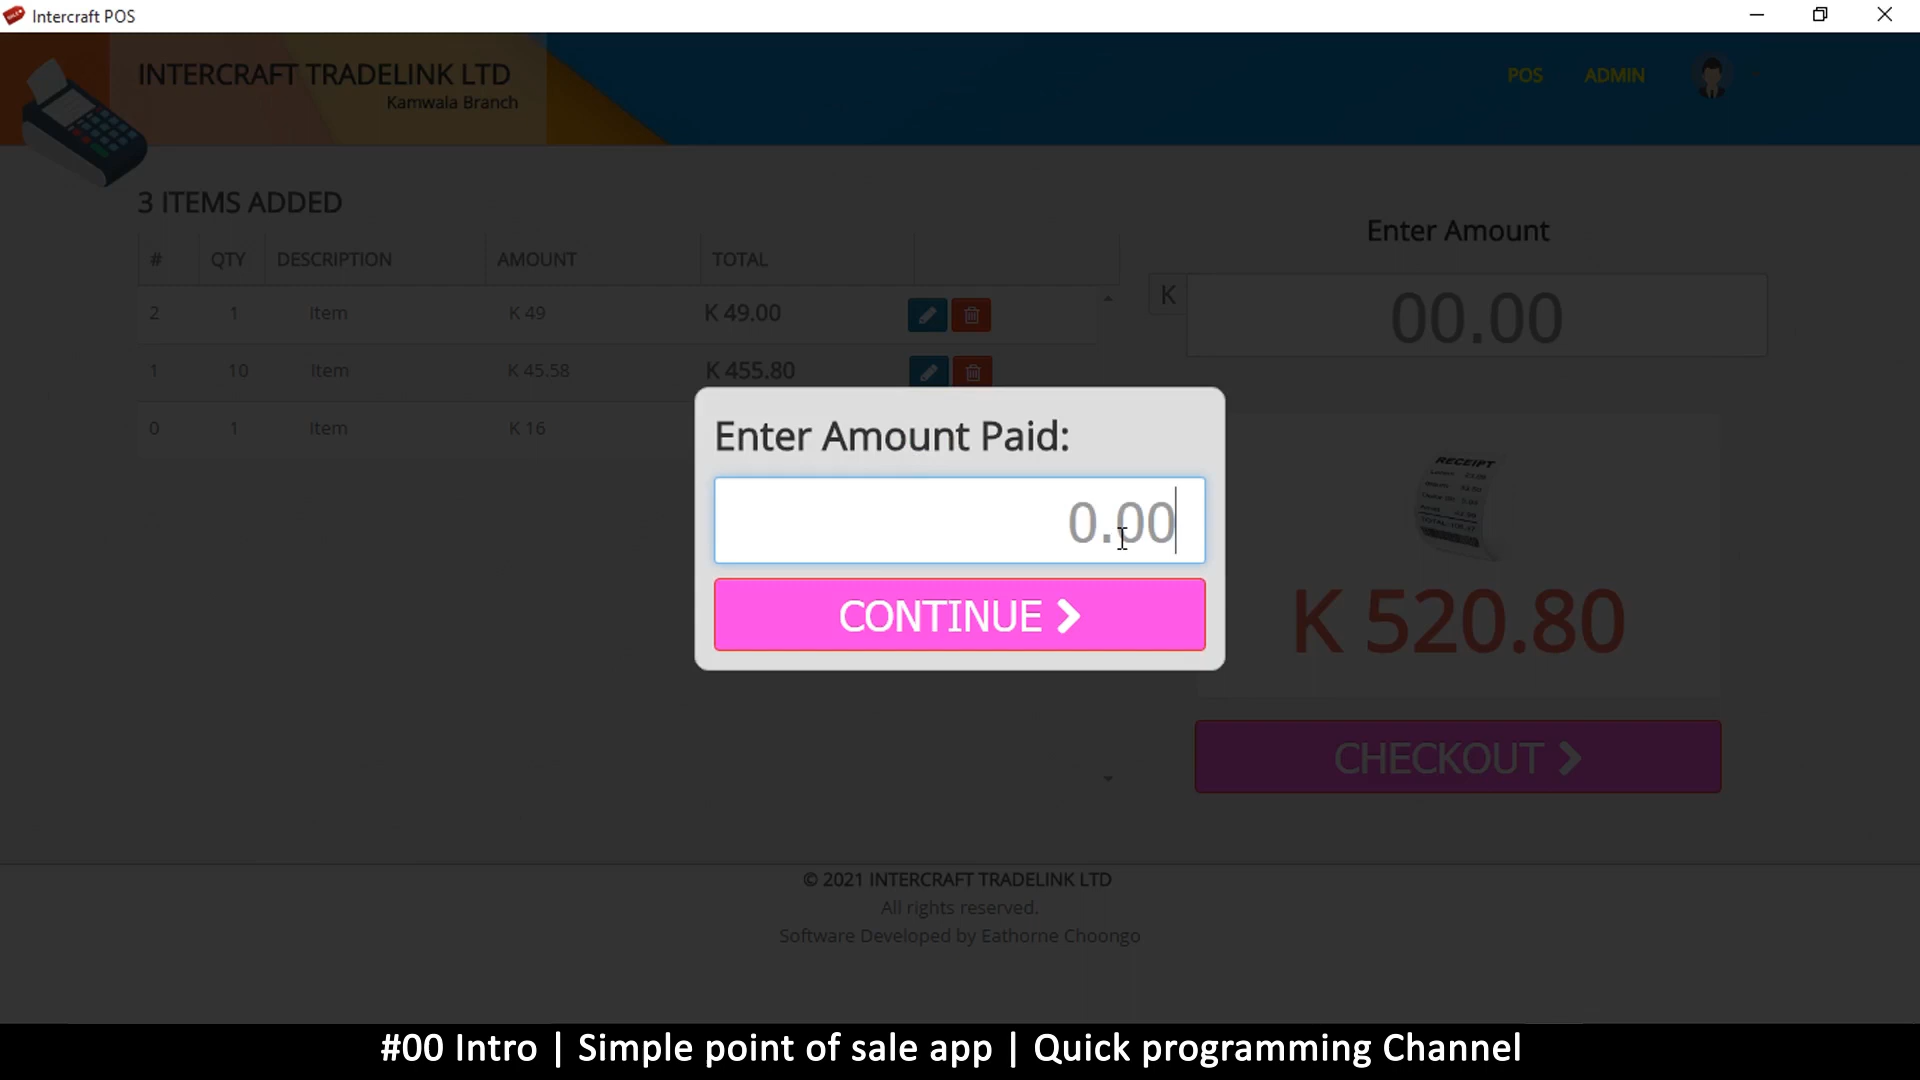 Intercraft POS
INTERCRAFT TRADELINK LTD
Kamwala Branch
POS ADMIN
3 ITEMS ADDED
# QTY DESCRIPTION AMOUNT TOTAL
2 1 Item K 49 K 49.00
1 10 Item K 45.58 K 455.80
0 1 Item K 16
Enter Amount
K 00.00
Enter Amount Paid:
0.00
CONTINUE
RECEIPT
K 520.80
CHECKOUT
© 2021 INTERCRAFT TRADELINK LTD
All rights reserved.
Software Developed by Eathorne Choongo
#00 Intro | Simple point of sale app | Quick programming Channel